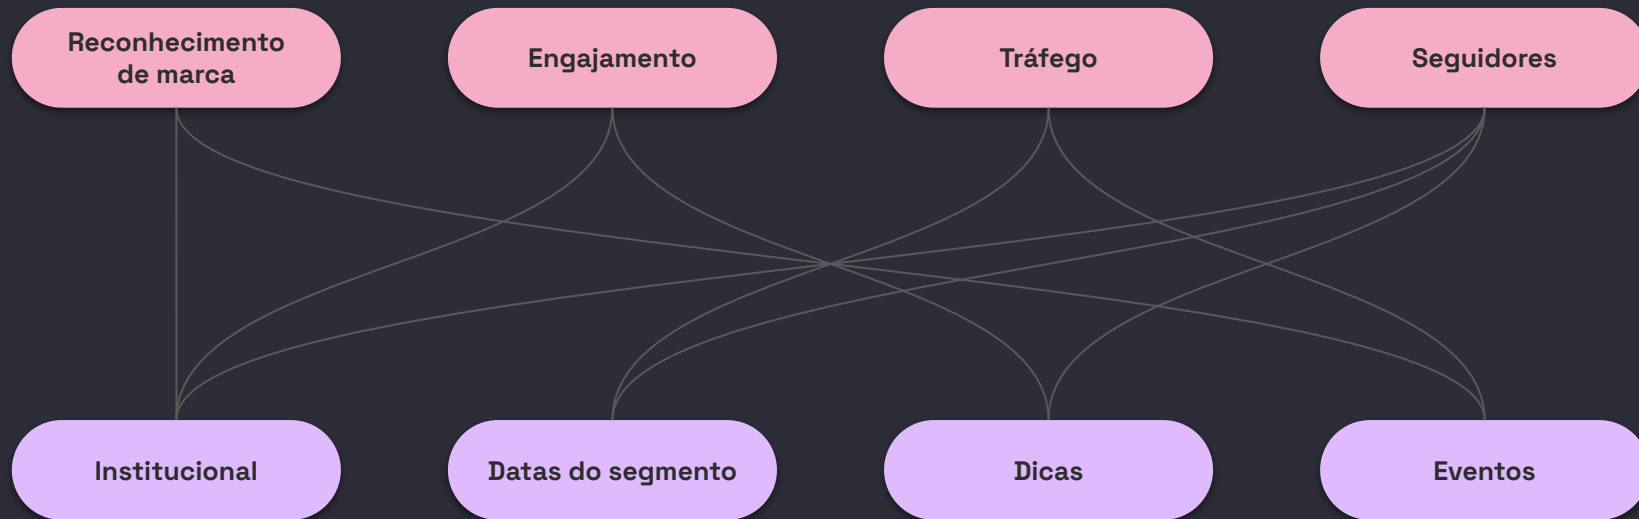 Reconhecimento
de marca
Engajamento
Tráfego
Seguidores
Institucional
Datas do segmento
Dicas
Eventos